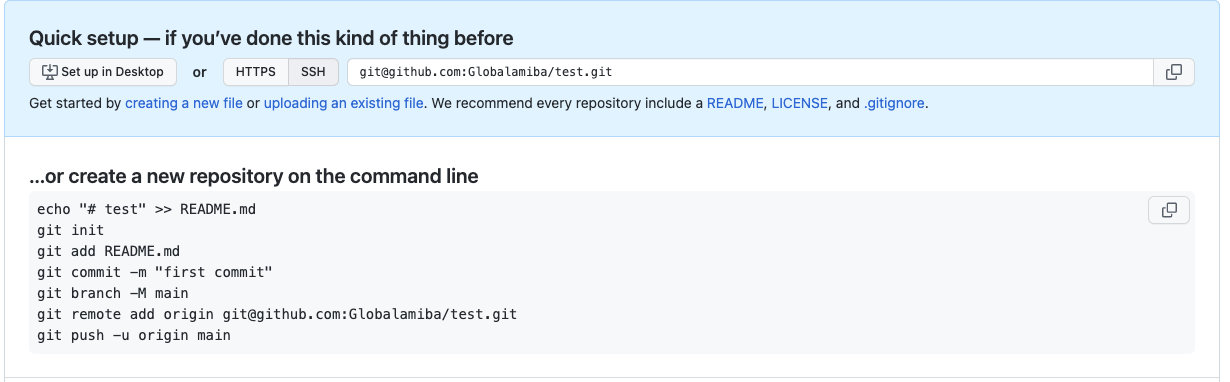 Quick setup — if you’ve done this kind of thing before
Set up in Desktop or HTTPS SSH git@github.com:Globalamiba/test.git
Get started by creating a new file or uploading an existing file. We recommend every repository include a README, LICENSE, and .gitignore.
…or create a new repository on the command line
echo "# test" >> README.md
git init
git add README.md
git commit -m "first commit"
git branch -M main
git remote add origin git@github.com:Globalamiba/test.git
git push -u origin main